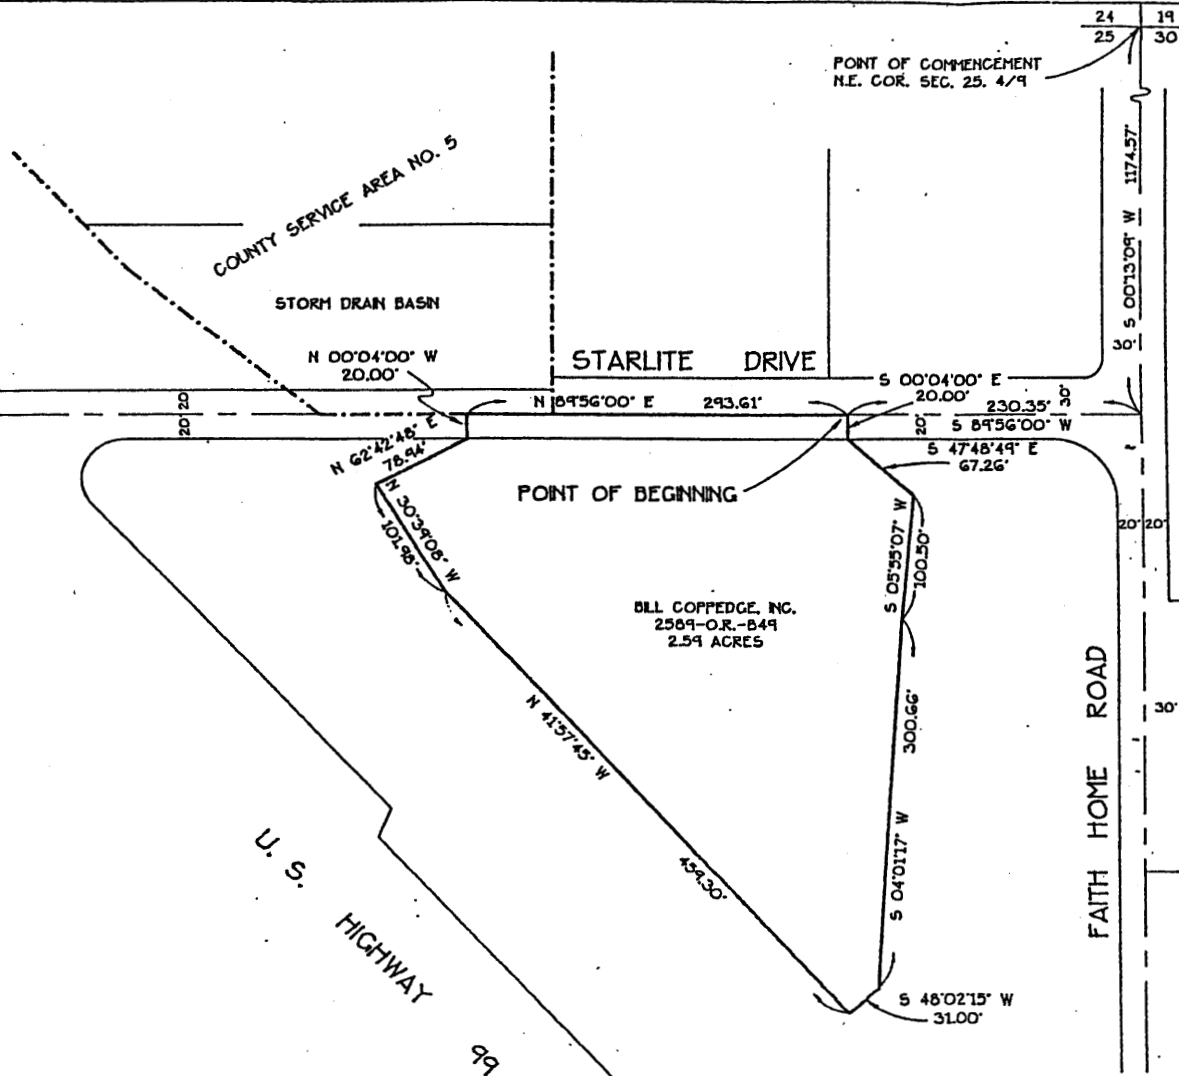 24 19
25 30
POINT OF COMMENCEMENT
N.E. COR. SEC. 25. 4/9
1174.57'
S 00°13'09" W
30'
COUNTY SERVICE AREA NO. 5
STORM DRAIN BASIN
N 00°04'00" W
20.00'
STARLITE DRIVE
S 00°04'00" E
20.00'
N 89°56'00" E 293.61'
230.35'
30'
S 89°56'00" W
20'
20'
20'
N 62°42'48" E
78.94'
S 47°48'49" E
67.26'
POINT OF BEGINNING
N 30°39'08" W
101.98'
S 05°55'07" W
100.50'
20' 20'
BILL COPPEDGE, INC.
2589-O.R.-849
2.59 ACRES
N 41°57'45" W
459.30'
300.66'
S 04°01'17" W
30'
FAITH HOME ROAD
U. S. HIGHWAY 99
S 48°02'15" W
31.00'